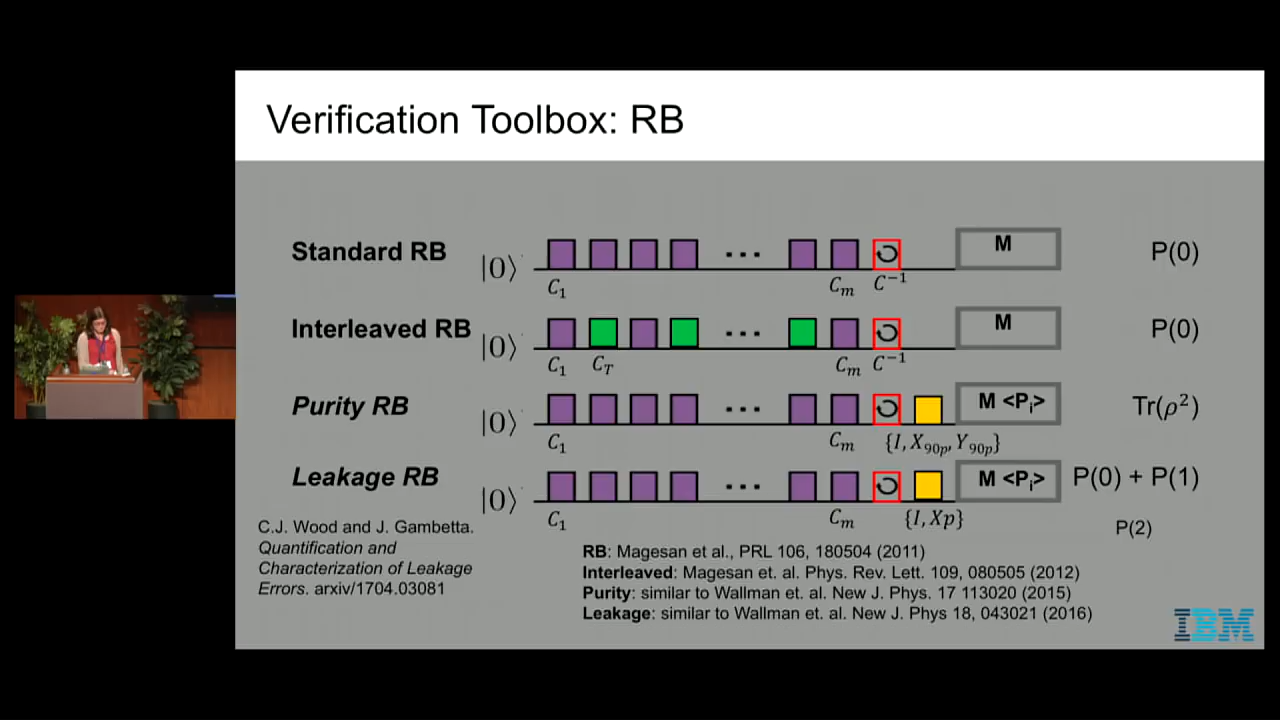 Verification Toolbox: RB
Standard RB |0⟩ ... M P(0)
C₁ Cₘ C⁻¹
Interleaved RB |0⟩ ... M P(0)
C₁ C_T Cₘ C⁻¹
Purity RB |0⟩ ... M <Pᵢ> Tr(ρ²)
C₁ Cₘ {I, X₉₀ₚ, Y₉₀ₚ}
Leakage RB |0⟩ ... M <Pᵢ> P(0) + P(1)
C₁ Cₘ {I, Xp} P(2)
C.J. Wood and J. Gambetta.
Quantification and
Characterization of Leakage
Errors. arxiv/1704.03081
RB: Magesan et al., PRL 106, 180504 (2011)
Interleaved: Magesan et. al. Phys. Rev. Lett. 109, 080505 (2012)
Purity: similar to Wallman et. al. New J. Phys. 17 113020 (2015)
Leakage: similar to Wallman et. al. New J. Phys 18, 043021 (2016)
IBM